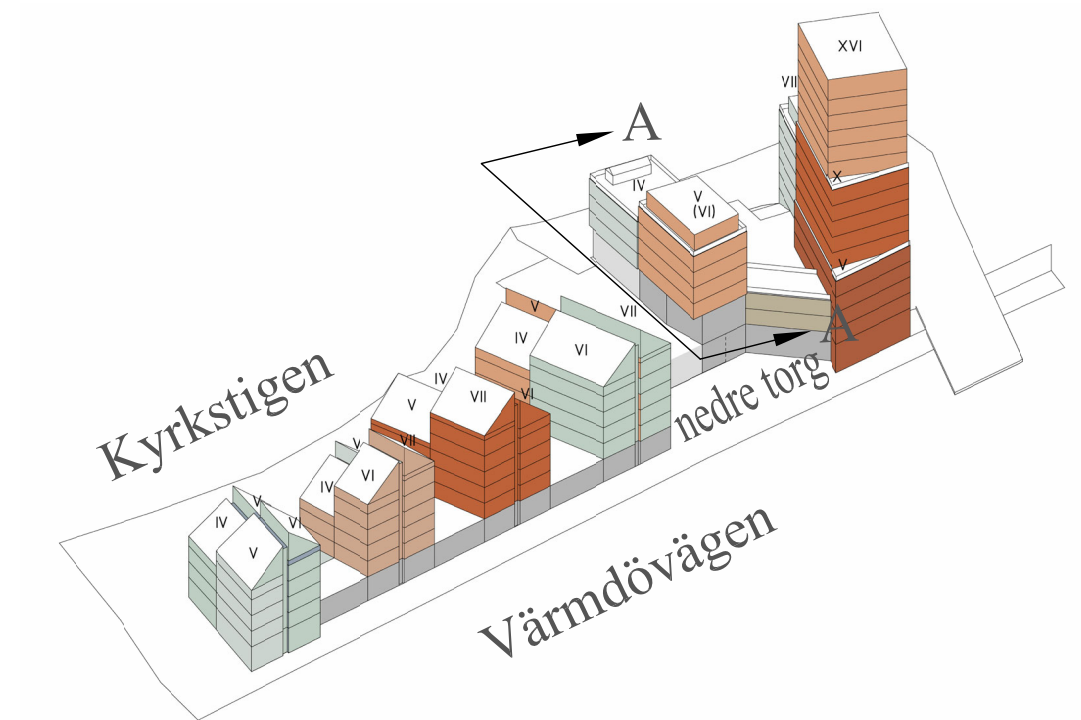 XVI
VII
A
X
IV
V
(VI)
V
A
VII
V
IV
VI
nedre torg
IV
VII
VI
V
Kyrkstigen
VII
V
VI
IV
V
IV
VI
V
Värmdövägen